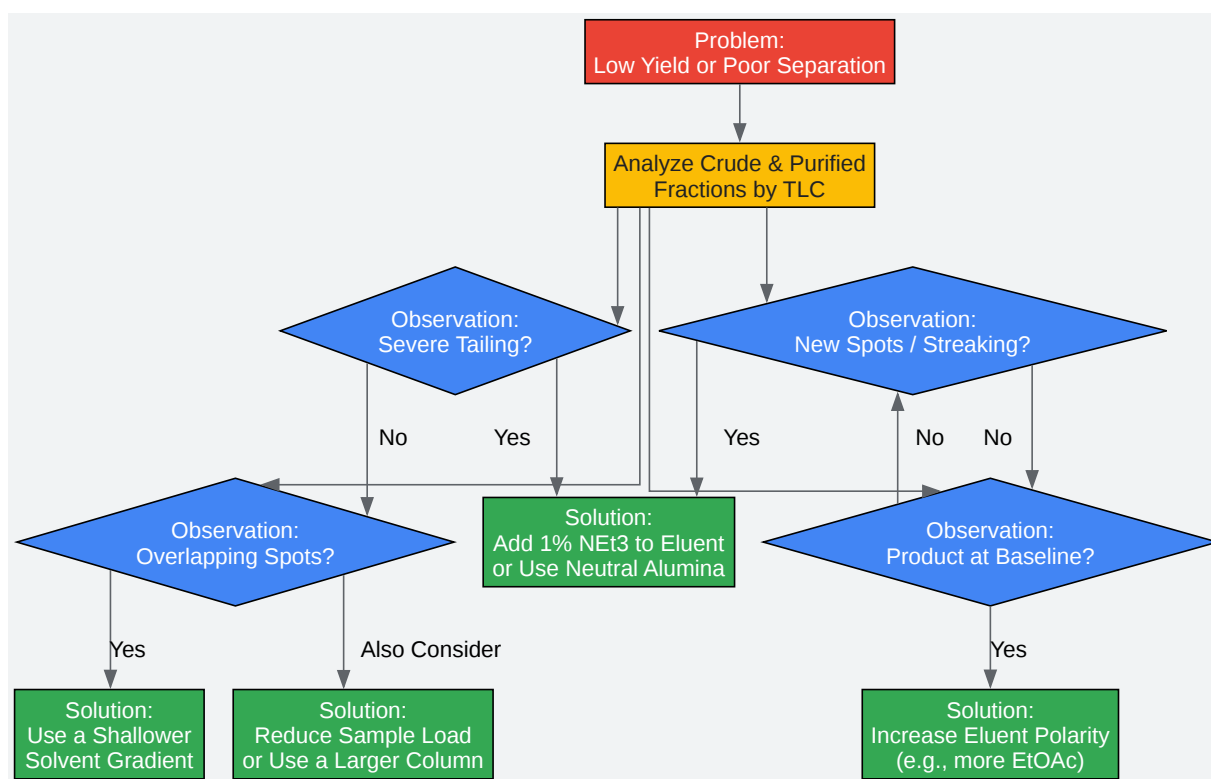 Problem:
Low Yield or Poor Separation
Analyze Crude & Purified
Fractions by TLC
Observation:
Severe Tailing?
Observation:
New Spots / Streaking?
No
Yes
Yes
No
No
Observation:
Overlapping Spots?
Solution:
Add 1% NEt3 to Eluent
or Use Neutral Alumina
Observation:
Product at Baseline?
Yes
Also Consider
Yes
Solution:
Use a Shallower
Solvent Gradient
Solution:
Reduce Sample Load
or Use a Larger Column
Solution:
Increase Eluent Polarity
(e.g., more EtOAc)